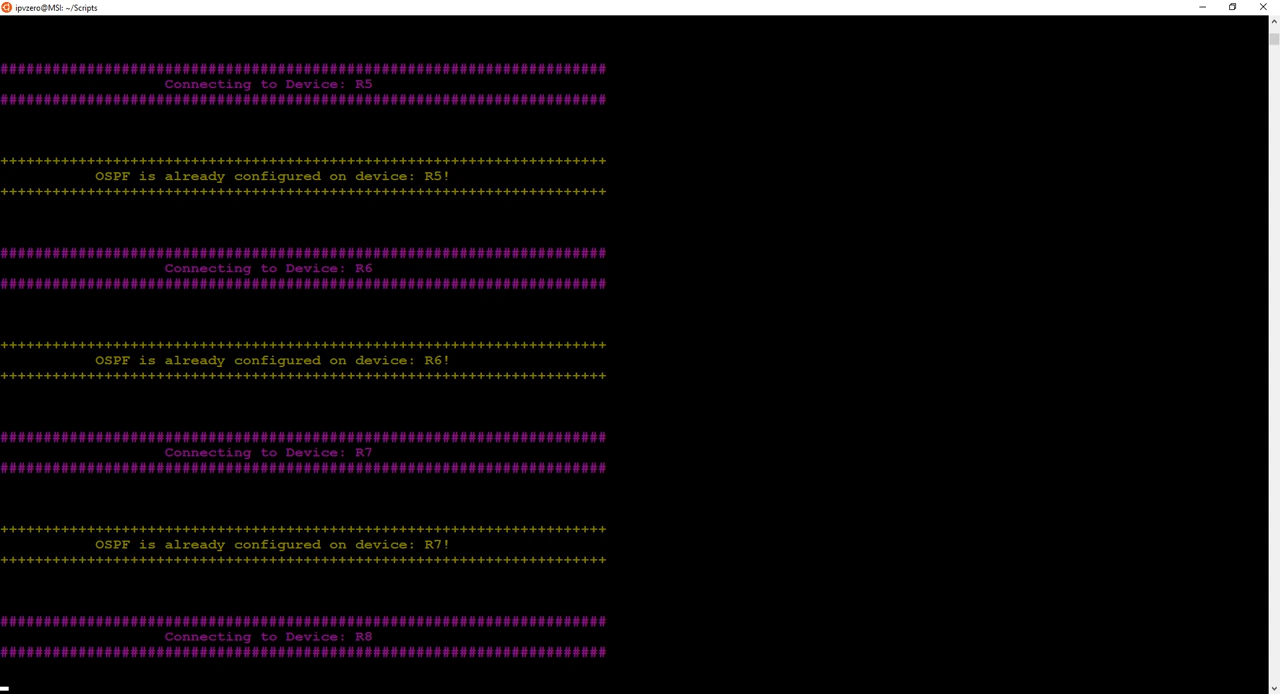 ipvzero@MSI: ~/Scripts
######################################################################
Connecting to Device: R5
######################################################################
++++++++++++++++++++++++++++++++++++++++++++++++++++++++++++++++++++++
OSPF is already configured on device: R5!
++++++++++++++++++++++++++++++++++++++++++++++++++++++++++++++++++++++
######################################################################
Connecting to Device: R6
######################################################################
++++++++++++++++++++++++++++++++++++++++++++++++++++++++++++++++++++++
OSPF is already configured on device: R6!
++++++++++++++++++++++++++++++++++++++++++++++++++++++++++++++++++++++
######################################################################
Connecting to Device: R7
######################################################################
++++++++++++++++++++++++++++++++++++++++++++++++++++++++++++++++++++++
OSPF is already configured on device: R7!
++++++++++++++++++++++++++++++++++++++++++++++++++++++++++++++++++++++
######################################################################
Connecting to Device: R8
######################################################################